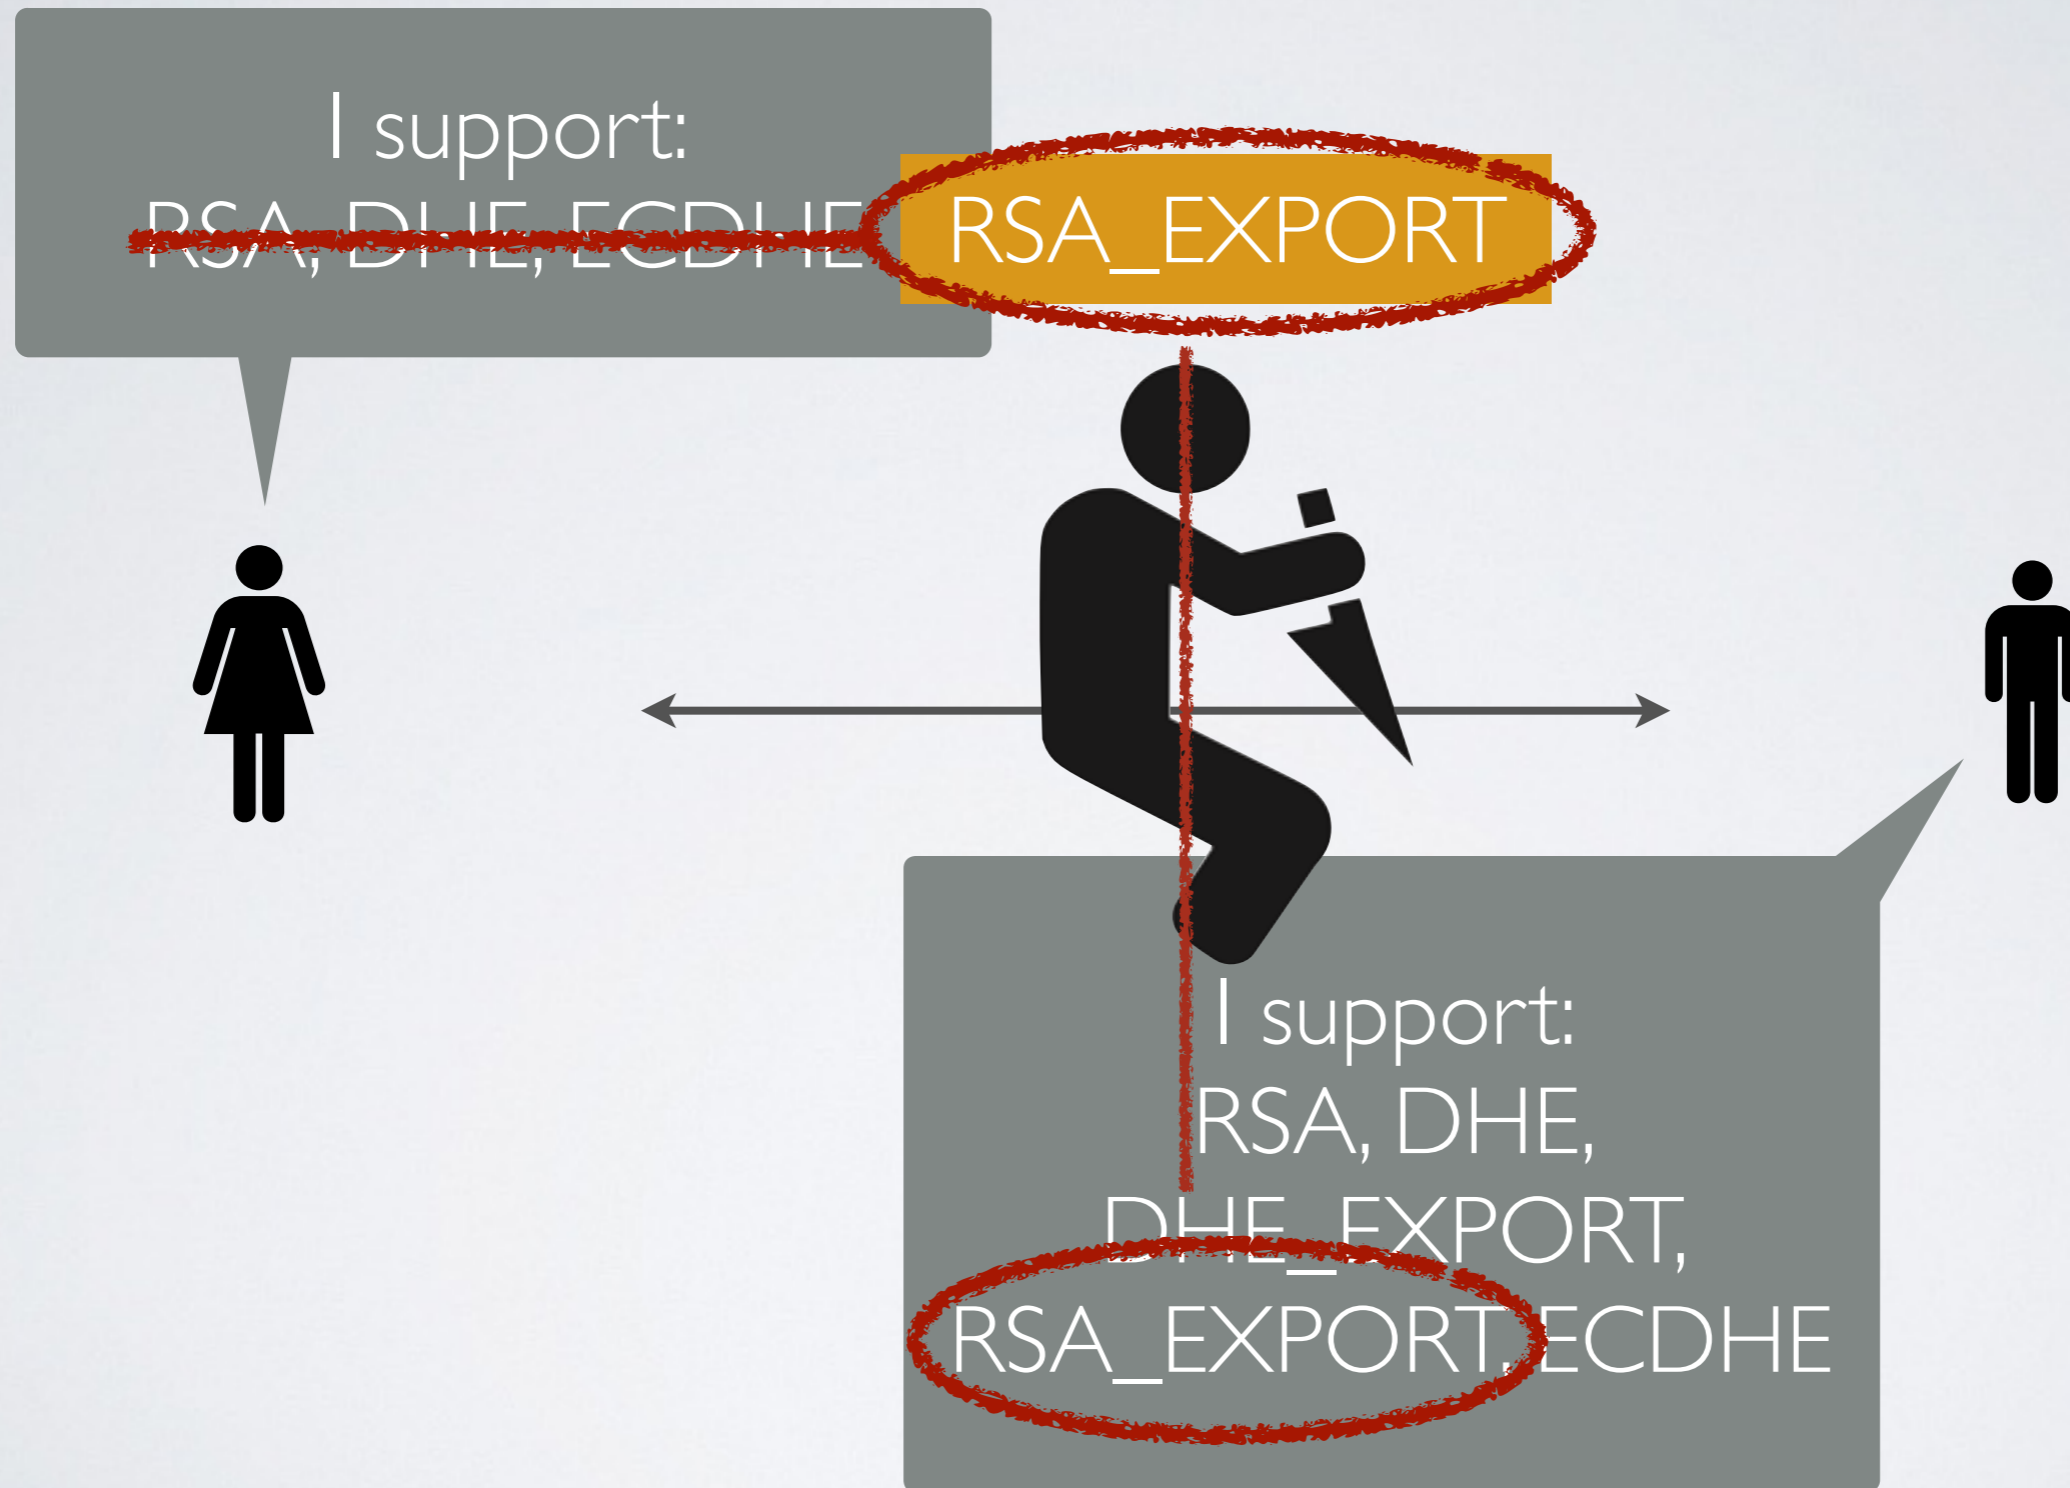 I support:
RSA, DHE, ECDHE RSA_EXPORT
I support:
RSA, DHE,
DHE_EXPORT,
RSA_EXPORT, ECDHE